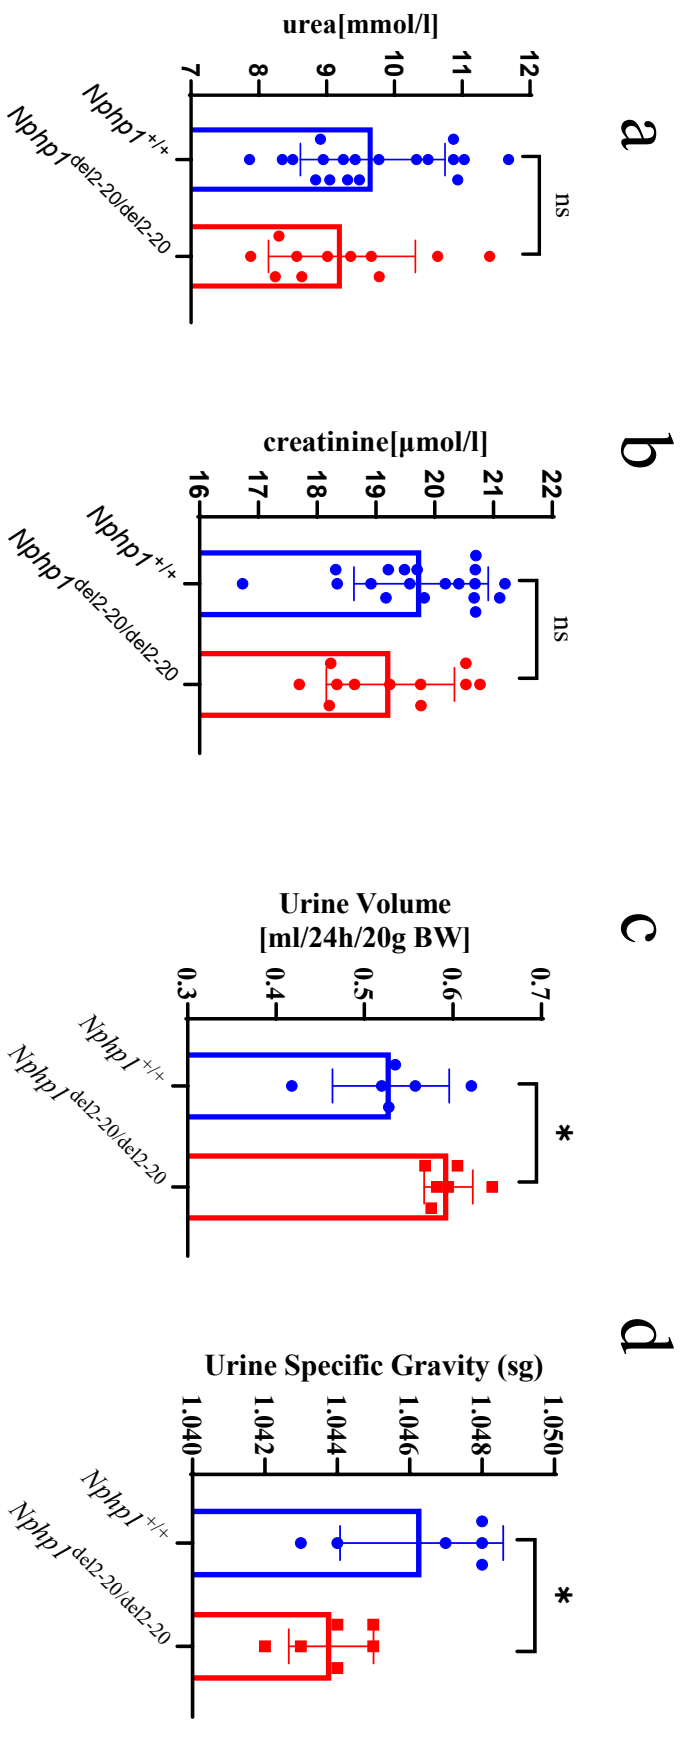 a
urea[mmol/l]
12
11
10
9
8
7
ns
Nphp1+/+
Nphp1del2-20/del2-20
b
creatinine[µmol/l]
22
21
20
19
18
17
16
ns
Nphp1+/+
Nphp1del2-20/del2-20
c
Urine Volume
[ml/24h/20g BW]
0.7
0.6
0.5
0.4
0.3
*
Nphp1+/+
Nphp1del2-20/del2-20
d
Urine Specific Gravity (sg)
1.050
1.048
1.046
1.044
1.042
1.040
*
Nphp1+/+
Nphp1del2-20/del2-20